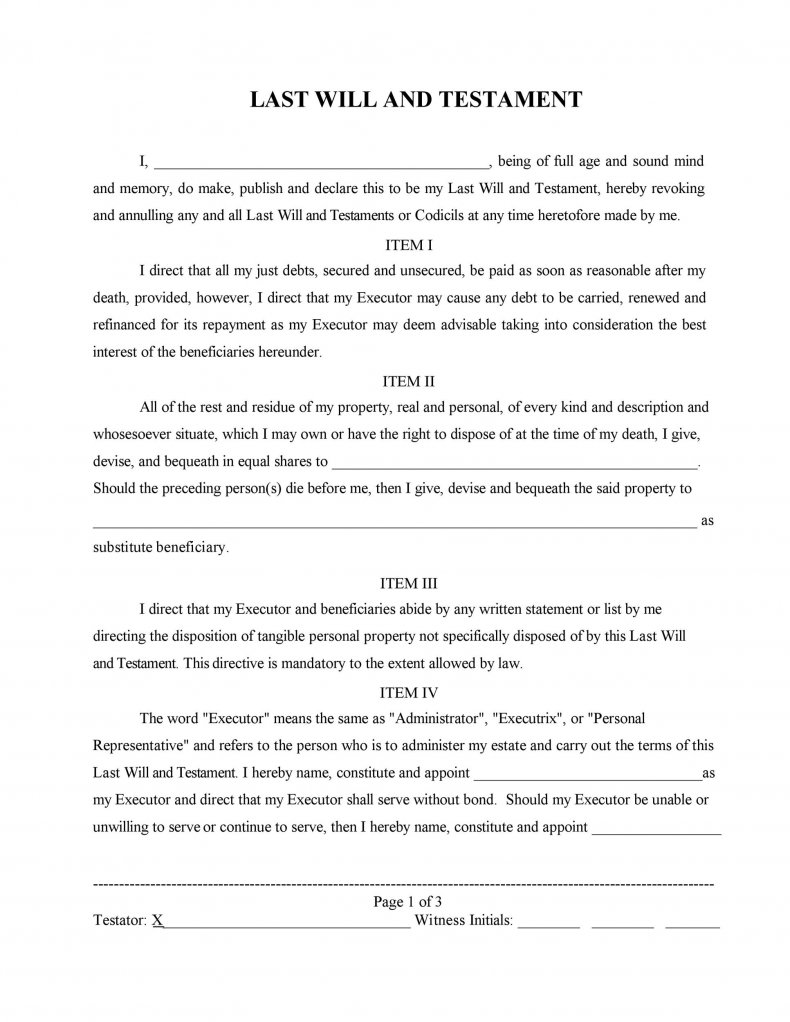 LAST WILL AND TESTAMENT
I, ____________________________________________, being of full age and sound mind
and memory, do make, publish and declare this to be my Last Will and Testament, hereby revoking
and annulling any and all Last Will and Testaments or Codicils at any time heretofore made by me.
ITEM I
I direct that all my just debts, secured and unsecured, be paid as soon as reasonable after my
death, provided, however, I direct that my Executor may cause any debt to be carried, renewed and
refinanced for its repayment as my Executor may deem advisable taking into consideration the best
interest of the beneficiaries hereunder.
ITEM II
All of the rest and residue of my property, real and personal, of every kind and description and
whosesoever situate, which I may own or have the right to dispose of at the time of my death, I give,
devise, and bequeath in equal shares to ________________________________________________.
Should the preceding person(s) die before me, then I give, devise and bequeath the said property to
________________________________________________________________________________ as
substitute beneficiary.
ITEM III
I direct that my Executor and beneficiaries abide by any written statement or list by me
directing the disposition of tangible personal property not specifically disposed of by this Last Will
and Testament. This directive is mandatory to the extent allowed by law.
ITEM IV
The word "Executor" means the same as "Administrator", "Executrix", or "Personal
Representative" and refers to the person who is to administer my estate and carry out the terms of this
Last Will and Testament. I hereby name, constitute and appoint ______________________________as
my Executor and direct that my Executor shall serve without bond. Should my Executor be unable or
unwilling to serve or continue to serve, then I hereby name, constitute and appoint _________________
------------------------------------------------------------------------------------------------------------------------
Page 1 of 3
Testator: X________________________________ Witness Initials: ________ ________ _______